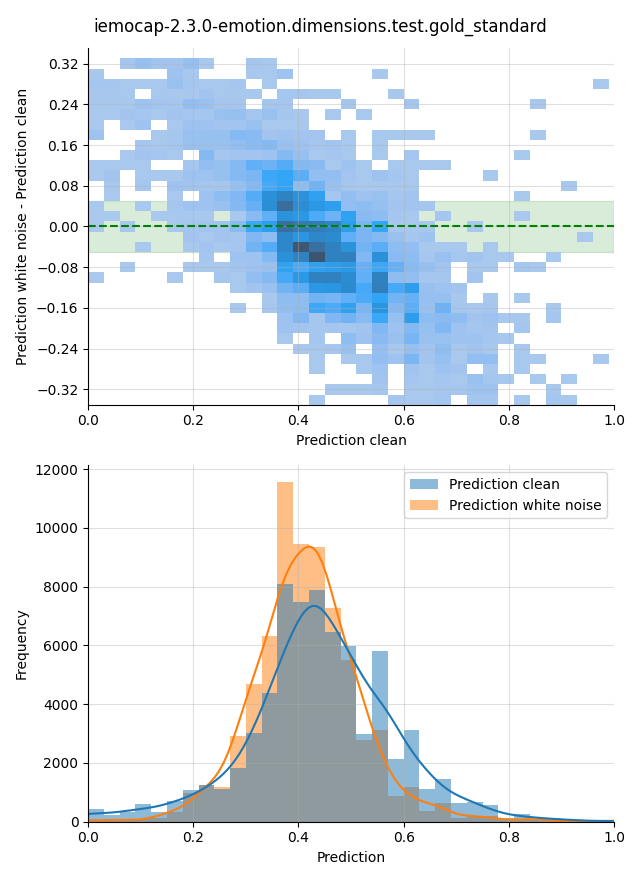 iemocap-2.3.0-emotion.dimensions.test.gold_standard
Prediction white noise - Prediction clean
0.32
0.24
0.16
0.08
0.00
−0.08
−0.16
−0.24
−0.32
0.0 0.2 0.4 0.6 0.8 1.0
Prediction clean
Frequency
12000
10000
8000
6000
4000
2000
0
Prediction clean
Prediction white noise
0.0 0.2 0.4 0.6 0.8 1.0
Prediction